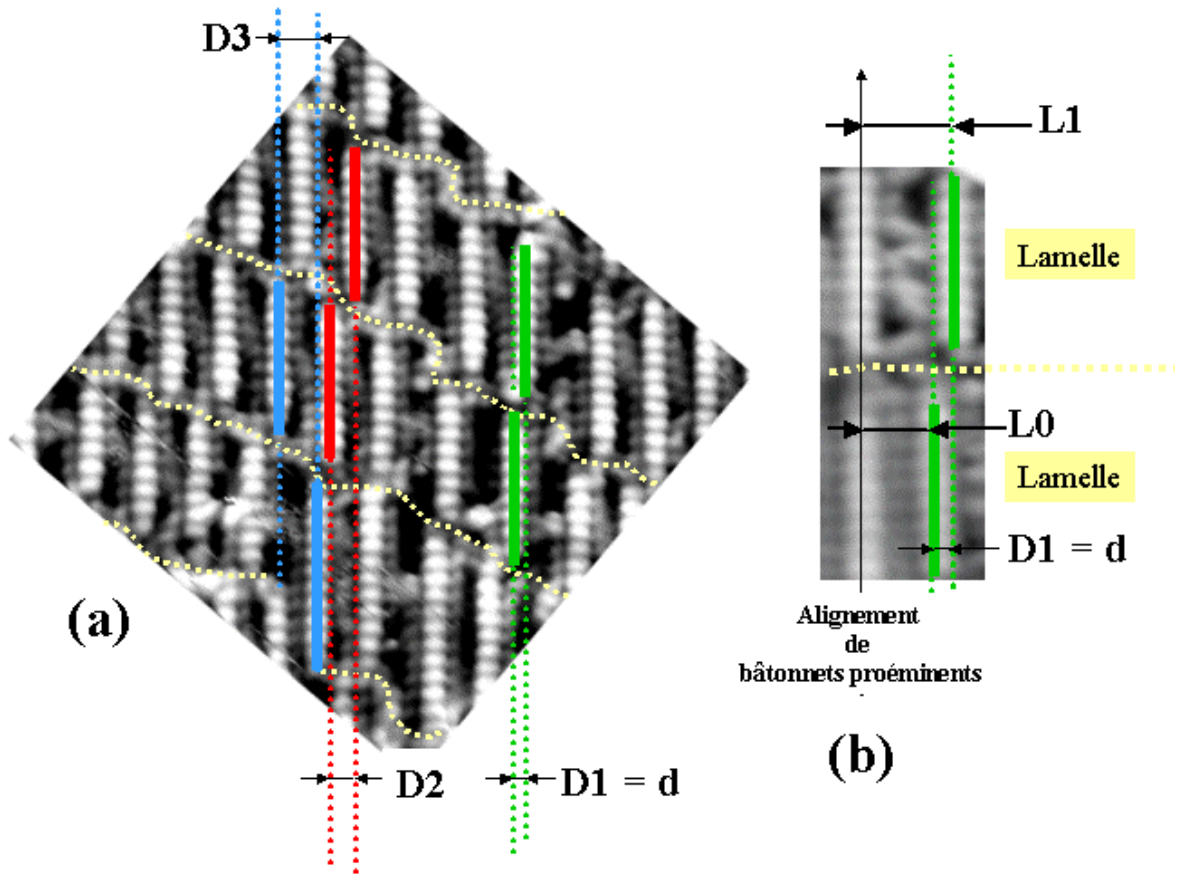 D3
(a)
D2
D1 = d
L1
Lamelle
L0
Lamelle
D1 = d
Alignement
de
bâtonnets proéminents
(b)